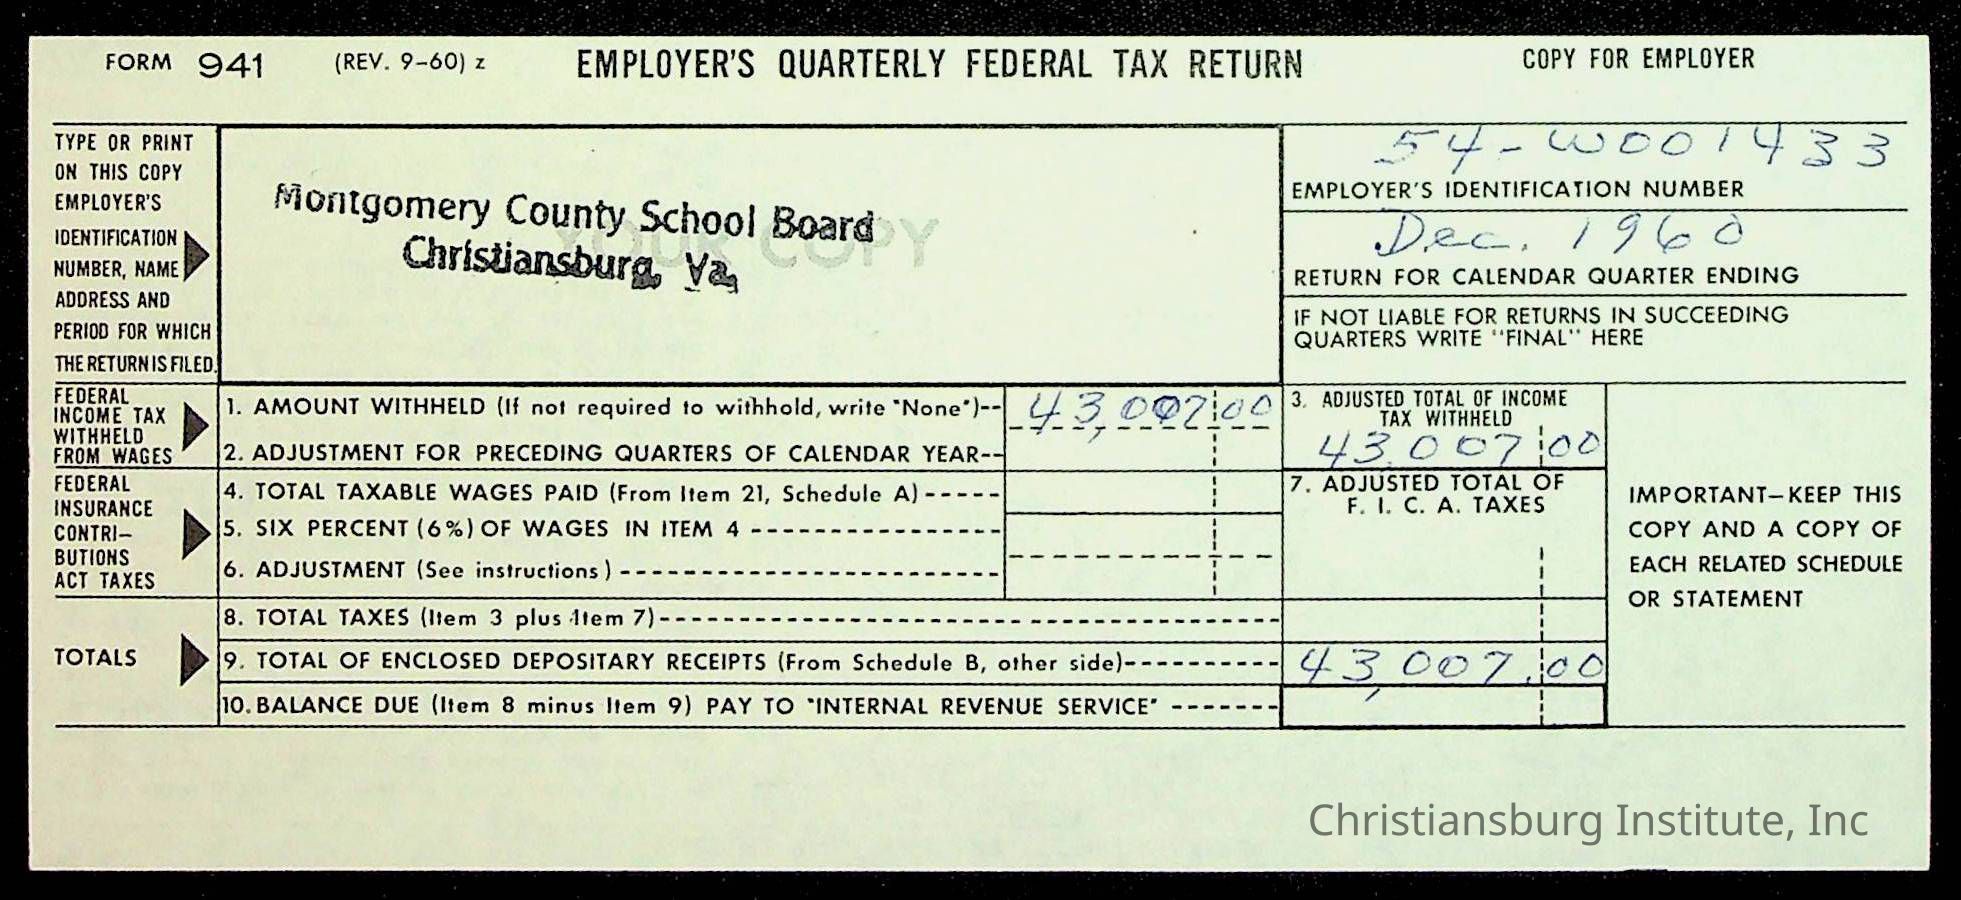 FORM 941 (REV. 9-60) z EMPLOYER'S QUARTERLY FEDERAL TAX RETURN COPY FOR EMPLOYER
TYPE OR PRINT
ON THIS COPY
EMPLOYER'S
IDENTIFICATION
NUMBER, NAME
ADDRESS AND
PERIOD FOR WHICH
THE RETURN IS FILED.
YOUR COPY
Montgomery County School Board
Christiansburg, Va.
54-W001433
EMPLOYER'S IDENTIFICATION NUMBER
Dec. 1960
RETURN FOR CALENDAR QUARTER ENDING
IF NOT LIABLE FOR RETURNS IN SUCCEEDING
QUARTERS WRITE "FINAL" HERE
FEDERAL
INCOME TAX
WITHHELD
FROM WAGES
1. AMOUNT WITHHELD (If not required to withhold, write "None")-- 43,007 00
2. ADJUSTMENT FOR PRECEDING QUARTERS OF CALENDAR YEAR--
3. ADJUSTED TOTAL OF INCOME
TAX WITHHELD
43.007 00
FEDERAL
INSURANCE
CONTRI-
BUTIONS
ACT TAXES
4. TOTAL TAXABLE WAGES PAID (From Item 21, Schedule A)-----
5. SIX PERCENT (6%) OF WAGES IN ITEM 4 ----------------
6. ADJUSTMENT (See instructions)------------------------
7. ADJUSTED TOTAL OF
F. I. C. A. TAXES
IMPORTANT—KEEP THIS
COPY AND A COPY OF
EACH RELATED SCHEDULE
OR STATEMENT
TOTALS
8. TOTAL TAXES (Item 3 plus Item 7)---------------------------------------
9. TOTAL OF ENCLOSED DEPOSITARY RECEIPTS (From Schedule B, other side)---------- 43,007.00
10. BALANCE DUE (Item 8 minus Item 9) PAY TO "INTERNAL REVENUE SERVICE" -------
Christiansburg Institute, Inc